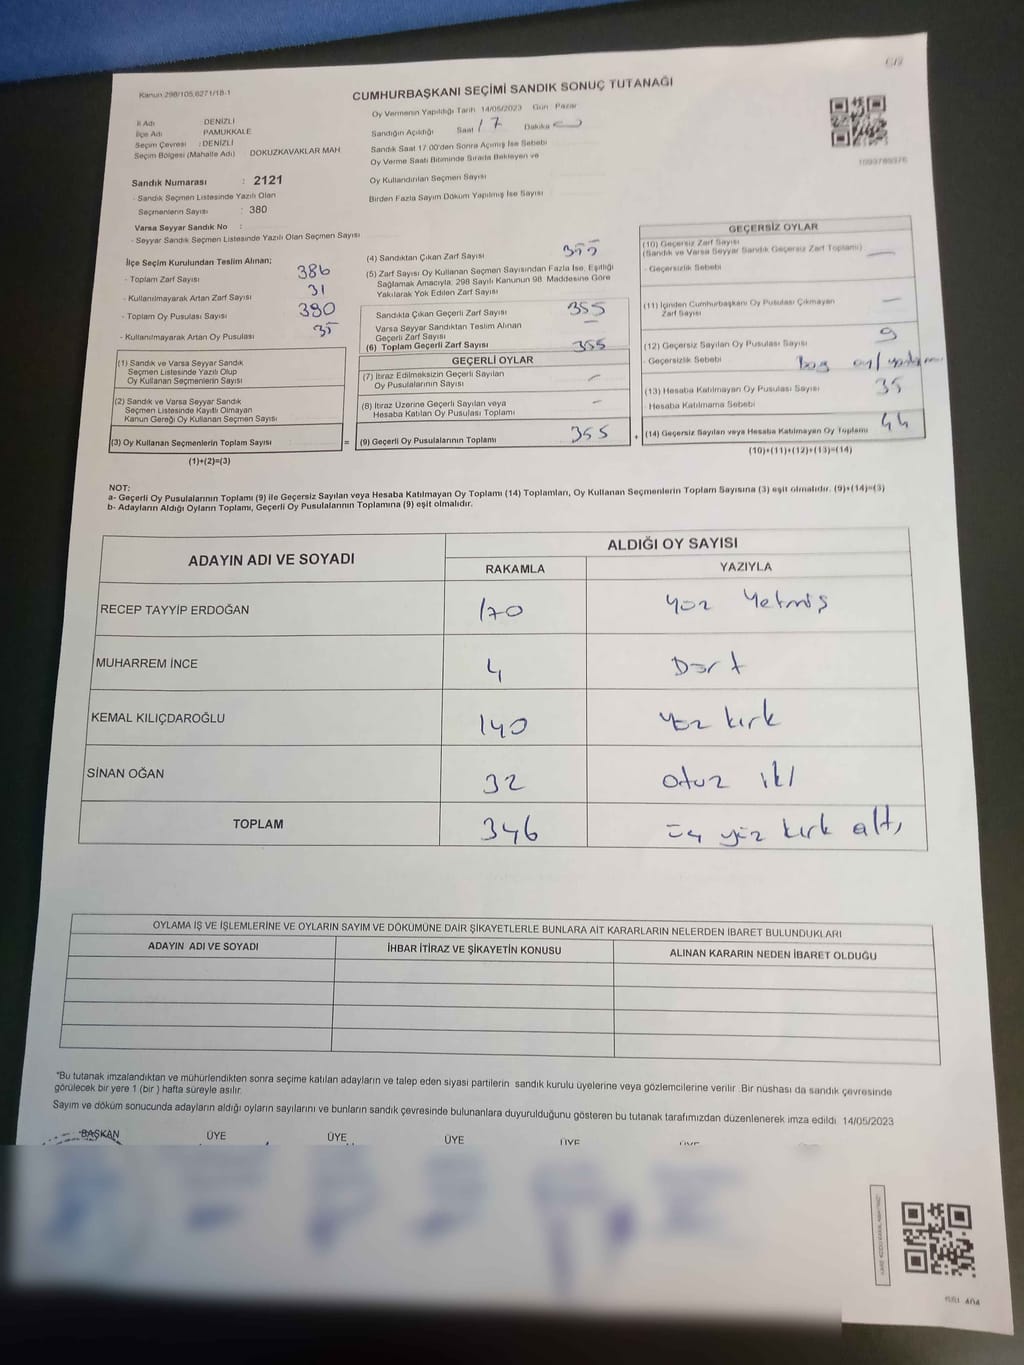 Kanun 298/105,6271/18-1
CUMHURBAŞKANI SEÇİMİ SANDIK SONUÇ TUTANAĞI
İl Adı DENİZLİ
İlçe Adı PAMUKKALE
Seçim Çevresi : DENİZLİ
Seçim Bölgesi (Mahalle Adı) DOKUZKAVAKLAR MAH.
Oy Vermenin Yapıldığı Tarih 14/05/2023 Gün Pazar
Sandığın Açıldığı Saat 17 Dakika
Sandık Saat 17.00'den Sonra Açılmış İse Sebebi
Oy Verme Saati Bitiminde Sırada Bekleyen ve
Oy Kullandırılan Seçmen Sayısı
Birden Fazla Sayım Döküm Yapılmış İse Sayısı
Sandık Numarası : 2121
- Sandık Seçmen Listesinde Yazılı Olan
Seçmenlerin Sayısı : 380
Varsa Seyyar Sandık No :
- Seyyar Sandık Seçmen Listesinde Yazılı Olan Seçmen Sayısı
İlçe Seçim Kurulundan Teslim Alınan;
- Toplam Zarf Sayısı 386
- Kullanılmayarak Artan Zarf Sayısı 31
- Toplam Oy Pusulası Sayısı 390
- Kullanılmayarak Artan Oy Pusulası 35
(1) Sandık ve Varsa Seyyar Sandık
Seçmen Listesinde Yazılı Olup
Oy Kullanan Seçmenlerin Sayısı
(2) Sandık ve Varsa Seyyar Sandık
Seçmen Listesinde Kayıtlı Olmayan
Kanun Gereği Oy Kullanan Seçmen Sayısı
(3) Oy Kullanan Seçmenlerin Toplam Sayısı =
(1)+(2)=(3)
(4) Sandıktan Çıkan Zarf Sayısı 355
(5) Zarf Sayısı Oy Kullanan Seçmen Sayısından Fazla İse, Eşitliği
Sağlamak Amacıyla, 298 Sayılı Kanunun 98. Maddesine Göre
Yakılarak Yok Edilen Zarf Sayısı
Sandıkta Çıkan Geçerli Zarf Sayısı 355
Varsa Seyyar Sandıktan Teslim Alınan
Geçerli Zarf Sayısı —
(6) Toplam Geçerli Zarf Sayısı 355
GEÇERLİ OYLAR
(7) İtiraz Edilmeksizin Geçerli Sayılan
Oy Pusulalarının Sayısı —
(8) İtiraz Üzerine Geçerli Sayılan veya
Hesaba Katılan Oy Pusulası Toplamı —
(9) Geçerli Oy Pusulalarının Toplamı 355 +
GEÇERSİZ OYLAR
(10) Geçersiz Zarf Sayısı
(Sandık ve Varsa Seyyar Sandık Geçersiz Zarf Toplamı) —
- Geçersizlik Sebebi
(11) İçinden Cumhurbaşkanı Oy Pusulası Çıkmayan
Zarf Sayısı —
(12) Geçersiz Sayılan Oy Pusulası Sayısı 9
- Geçersizlik Sebebi boş
(13) Hesaba Katılmayan Oy Pusulası Sayısı 35
Hesaba Katılmama Sebebi
(14) Geçersiz Sayılan veya Hesaba Katılmayan Oy Toplamı 44
(10)+(11)+(12)+(13)=(14)
NOT:
a- Geçerli Oy Pusulalarının Toplamı (9) ile Geçersiz Sayılan veya Hesaba Katılmayan Oy Toplamı (14) Toplamları, Oy Kullanan Seçmenlerin Toplam Sayısına (3) eşit olmalıdır. (9)+(14)=(3)
b- Adayların Aldığı Oyların Toplamı, Geçerli Oy Pusulalarının Toplamına (9) eşit olmalıdır.
ADAYIN ADI VE SOYADI ALDIĞI OY SAYISI
RAKAMLA YAZIYLA
RECEP TAYYİP ERDOĞAN 170 Yüz Yetmiş
MUHARREM İNCE 4 Dört
KEMAL KILIÇDAROĞLU 140 Yüz kırk
SİNAN OĞAN 32 otuz iki
TOPLAM 346 üç yüz kırk altı
OYLAMA İŞ VE İŞLEMLERİNE VE OYLARIN SAYIM VE DÖKÜMÜNE DAİR ŞİKAYETLERLE BUNLARA AİT KARARLARIN NELERDEN İBARET BULUNDUKLARI
ADAYIN ADI VE SOYADI İHBAR İTİRAZ VE ŞİKAYETİN KONUSU ALINAN KARARIN NEDEN İBARET OLDUĞU
"Bu tutanak imzalandıktan ve mühürlendikten sonra seçime katılan adayların ve talep eden siyasi partilerin sandık kurulu üyelerine veya gözlemcilerine verilir. Bir nüshası da sandık çevresinde
görülecek bir yere 1 (bir ) hafta süreyle asılır.
Sayım ve döküm sonucunda adayların aldığı oyların sayılarını ve bunların sandık çevresinde bulunanlara duyurulduğunu gösteren bu tutanak tarafımızdan düzenlenerek imza edildi. 14/05/2023
BAŞKAN ÜYE ÜYE ÜYE ÜYE